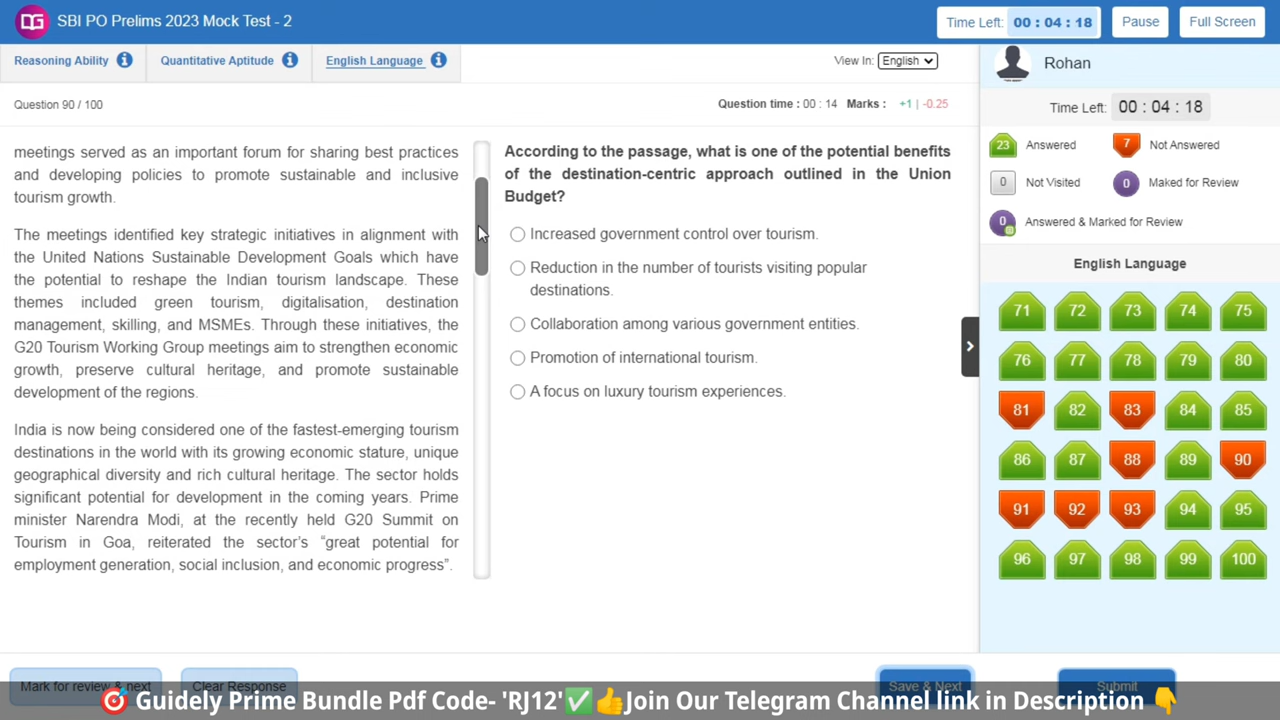 SBI PO Prelims 2023 Mock Test - 2
Time Left: 00 : 04 : 18
Pause
Full Screen
Reasoning Ability
Quantitative Aptitude
English Language
View In: English
Rohan
Question 90 / 100
Question time : 00 : 14 Marks : +1 | -0.25
Time Left: 00 : 04 : 18
23 Answered
7 Not Answered
0 Not Visited
0 Maked for Review
0 Answered & Marked for Review
English Language
71 72 73 74 75
76 77 78 79 80
81 82 83 84 85
86 87 88 89 90
91 92 93 94 95
96 97 98 99 100
meetings served as an important forum for sharing best practices
and developing policies to promote sustainable and inclusive
tourism growth.
The meetings identified key strategic initiatives in alignment with
the United Nations Sustainable Development Goals which have
the potential to reshape the Indian tourism landscape. These
themes included green tourism, digitalisation, destination
management, skilling, and MSMEs. Through these initiatives, the
G20 Tourism Working Group meetings aim to strengthen economic
growth, preserve cultural heritage, and promote sustainable
development of the regions.
India is now being considered one of the fastest-emerging tourism
destinations in the world with its growing economic stature, unique
geographical diversity and rich cultural heritage. The sector holds
significant potential for development in the coming years. Prime
minister Narendra Modi, at the recently held G20 Summit on
Tourism in Goa, reiterated the sector's “great potential for
employment generation, social inclusion, and economic progress”.
According to the passage, what is one of the potential benefits
of the destination-centric approach outlined in the Union
Budget?
Increased government control over tourism.
Reduction in the number of tourists visiting popular
destinations.
Collaboration among various government entities.
Promotion of international tourism.
A focus on luxury tourism experiences.
Mark for review & next
Clear Response
Save & Next
Submit
🎯 Guidely Prime Bundle Pdf Code- 'RJ12'✅👍Join Our Telegram Channel link in Description 👇